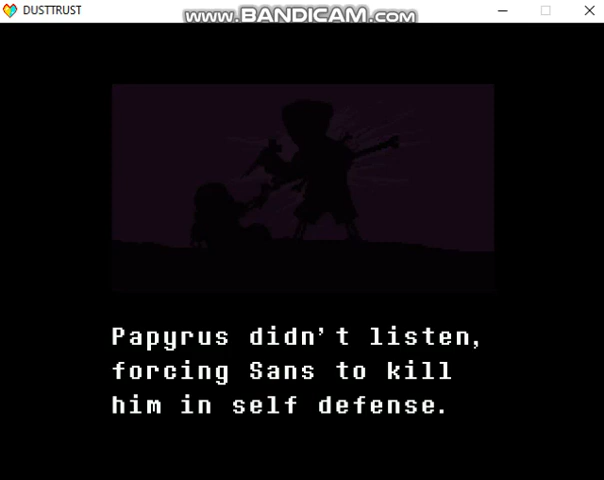 DUSTTRUST
www.BANDICAM.com
Papyrus didn't listen,
forcing Sans to kill
him in self defense.